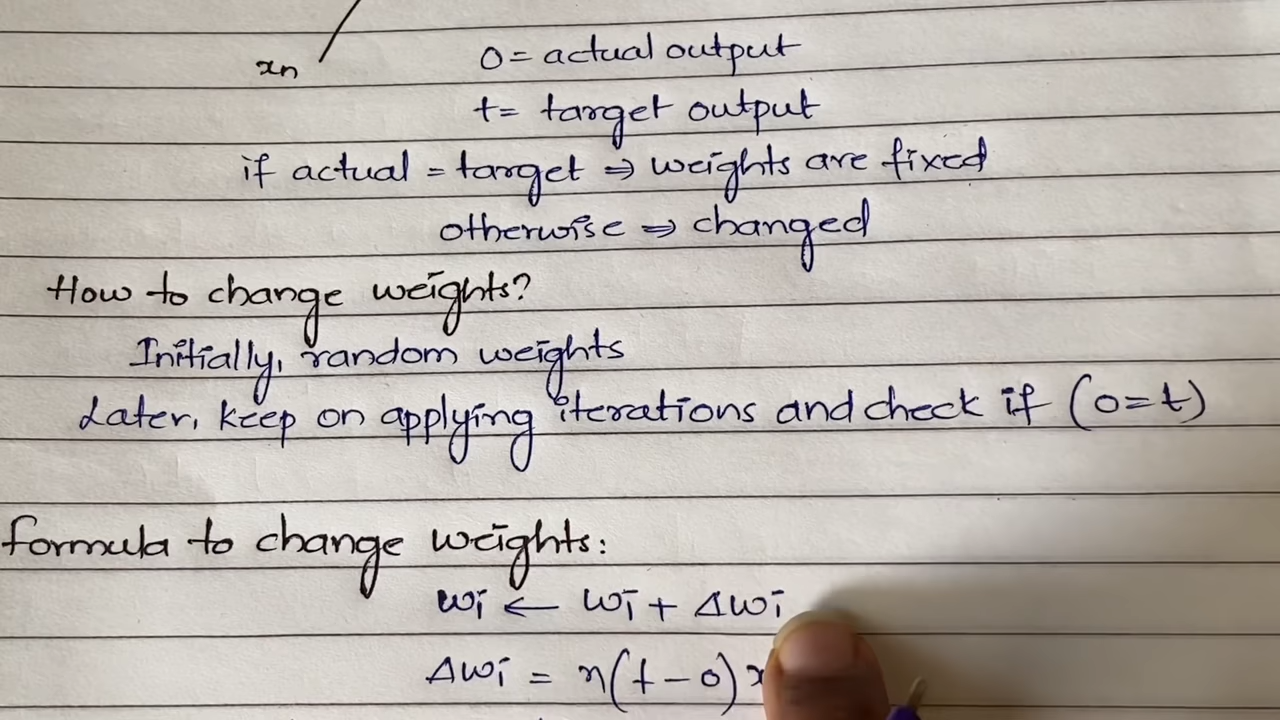 xn
o = actual output
t = target output
if actual = target ⇒ weights are fixed
otherwise ⇒ changed
How to change weights?
Initially, random weights
Later, keep on applying iterations and check if (o=t)
formula to change weights:
wi ← wi + Δwi
Δwi = n(t - o) x